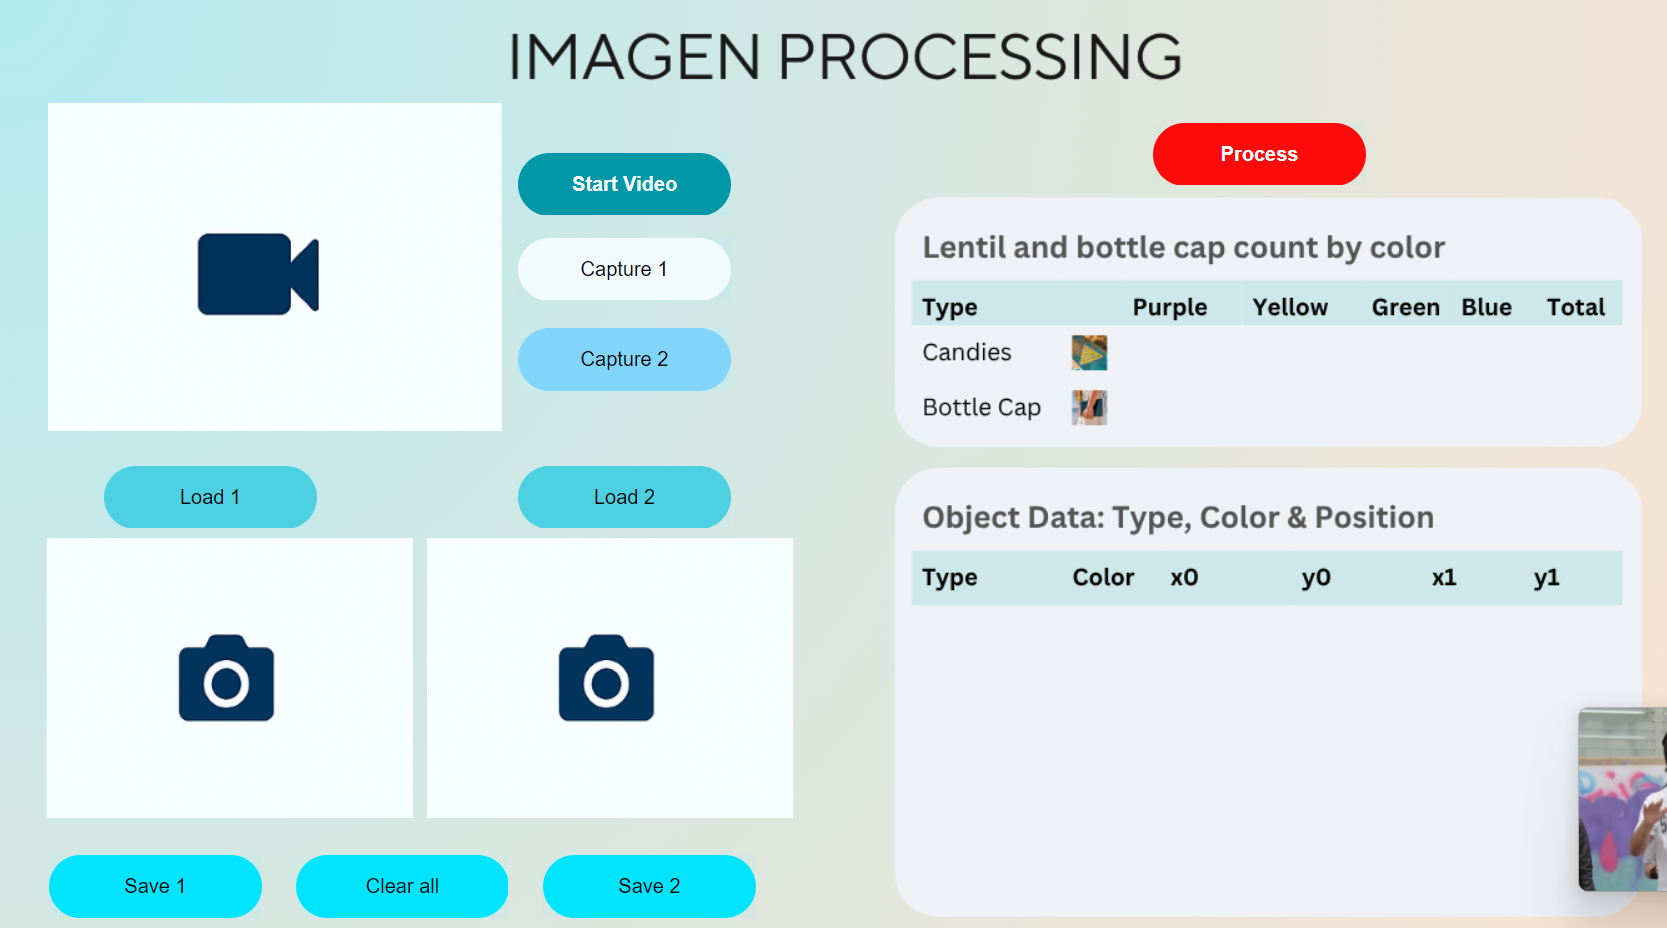 IMAGEN PROCESSING
Start Video
Capture 1
Capture 2
Load 1
Load 2
Save 1
Clear all
Save 2
Process
Lentil and bottle cap count by color
Type Purple Yellow Green Blue Total
Candies
Bottle Cap
Object Data: Type, Color & Position
Type Color x0 y0 x1 y1